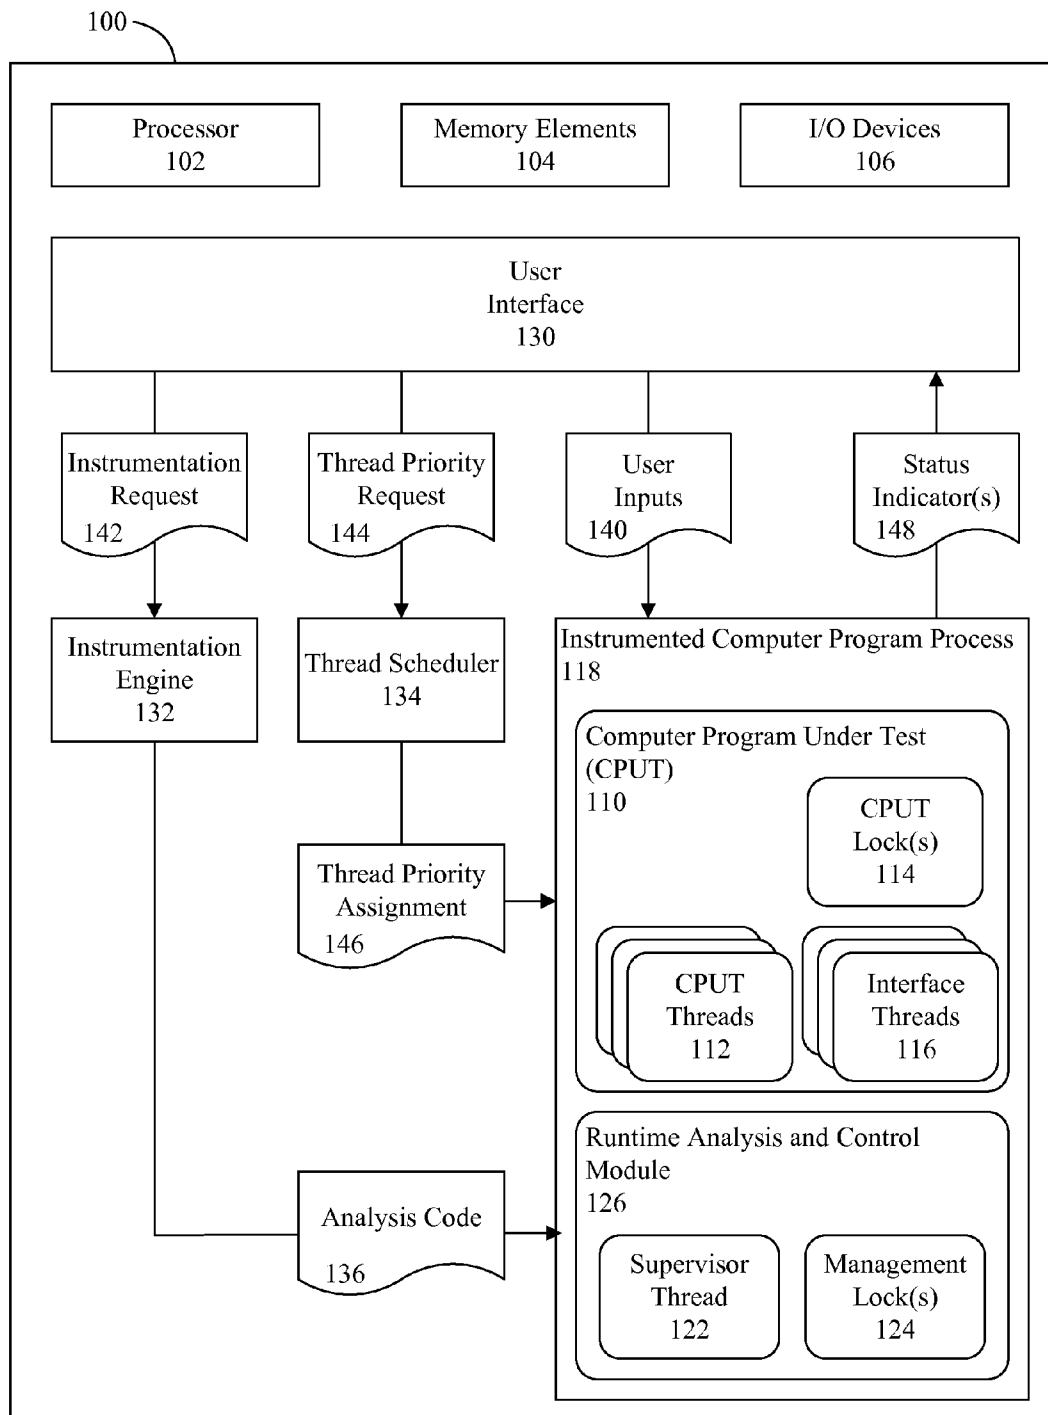 100
Processor
102
Memory Elements
104
I/O Devices
106
User
Interface
130
Instrumentation
Request
142
Thread Priority
Request
144
User
Inputs
140
Status
Indicator(s)
148
Instrumentation
Engine
132
Thread Scheduler
134
Instrumented Computer Program Process
118
Computer Program Under Test
(CPUT)
110
CPUT
Lock(s)
114
Thread Priority
Assignment
146
CPUT
Threads
112
Interface
Threads
116
Runtime Analysis and Control
Module
126
Analysis Code
136
Supervisor
Thread
122
Management
Lock(s)
124